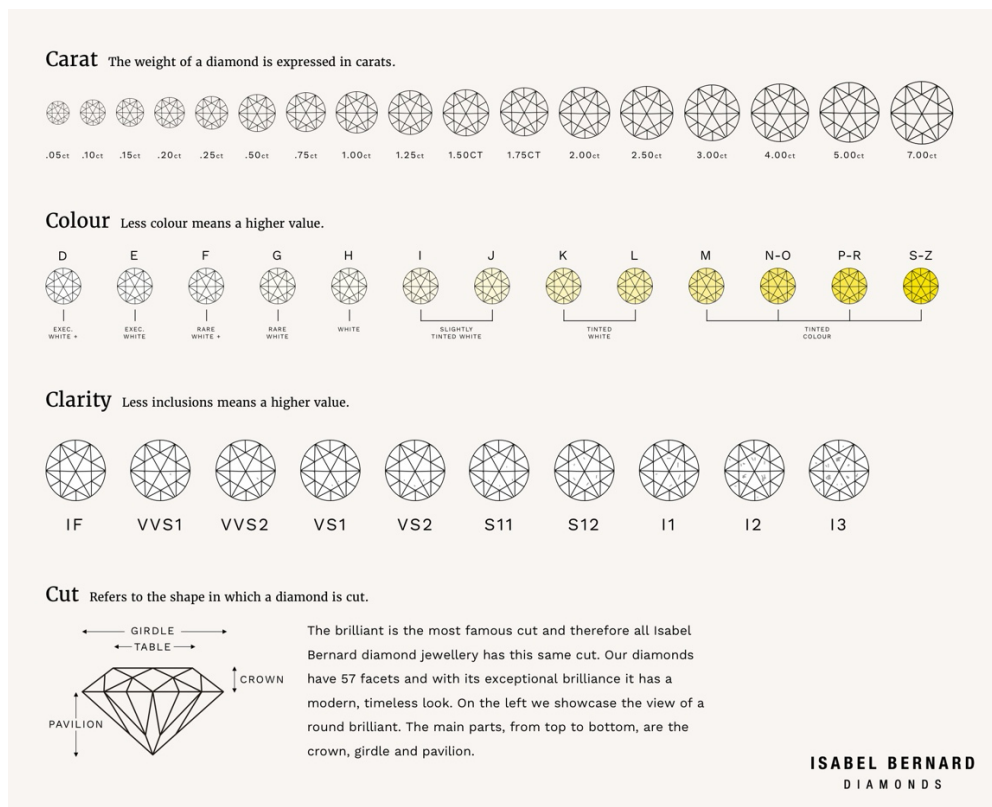 Carat The weight of a diamond is expressed in carats.
.05ct .10ct .15ct .20ct .25ct .50ct .75ct 1.00ct 1.25ct 1.50CT 1.75CT 2.00ct 2.50ct 3.00ct 4.00ct 5.00ct 7.00ct
Colour Less colour means a higher value.
D E F G H I J K L M N-O P-R S-Z
EXEC. WHITE +
EXEC. WHITE
RARE WHITE +
RARE WHITE
WHITE
SLIGHTLY TINTED WHITE
TINTED WHITE
TINTED COLOUR
Clarity Less inclusions means a higher value.
IF VVS1 VVS2 VS1 VS2 S11 S12 I1 I2 I3
Cut Refers to the shape in which a diamond is cut.
GIRDLE
TABLE
CROWN
PAVILION
The brilliant is the most famous cut and therefore all Isabel
Bernard diamond jewellery has this same cut. Our diamonds
have 57 facets and with its exceptional brilliance it has a
modern, timeless look. On the left we showcase the view of a
round brilliant. The main parts, from top to bottom, are the
crown, girdle and pavilion.
ISABEL BERNARD
DIAMONDS